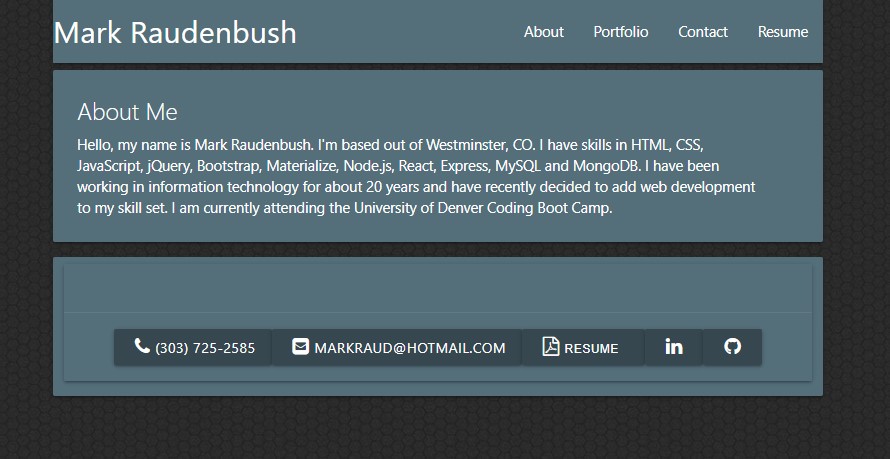 Mark Raudenbush
About Portfolio Contact Resume
About Me
Hello, my name is Mark Raudenbush. I'm based out of Westminster, CO. I have skills in HTML, CSS,
JavaScript, jQuery, Bootstrap, Materialize, Node.js, React, Express, MySQL and MongoDB. I have been
working in information technology for about 20 years and have recently decided to add web development
to my skill set. I am currently attending the University of Denver Coding Boot Camp.
(303) 725-2585 MARKRAUD@HOTMAIL.COM RESUME in